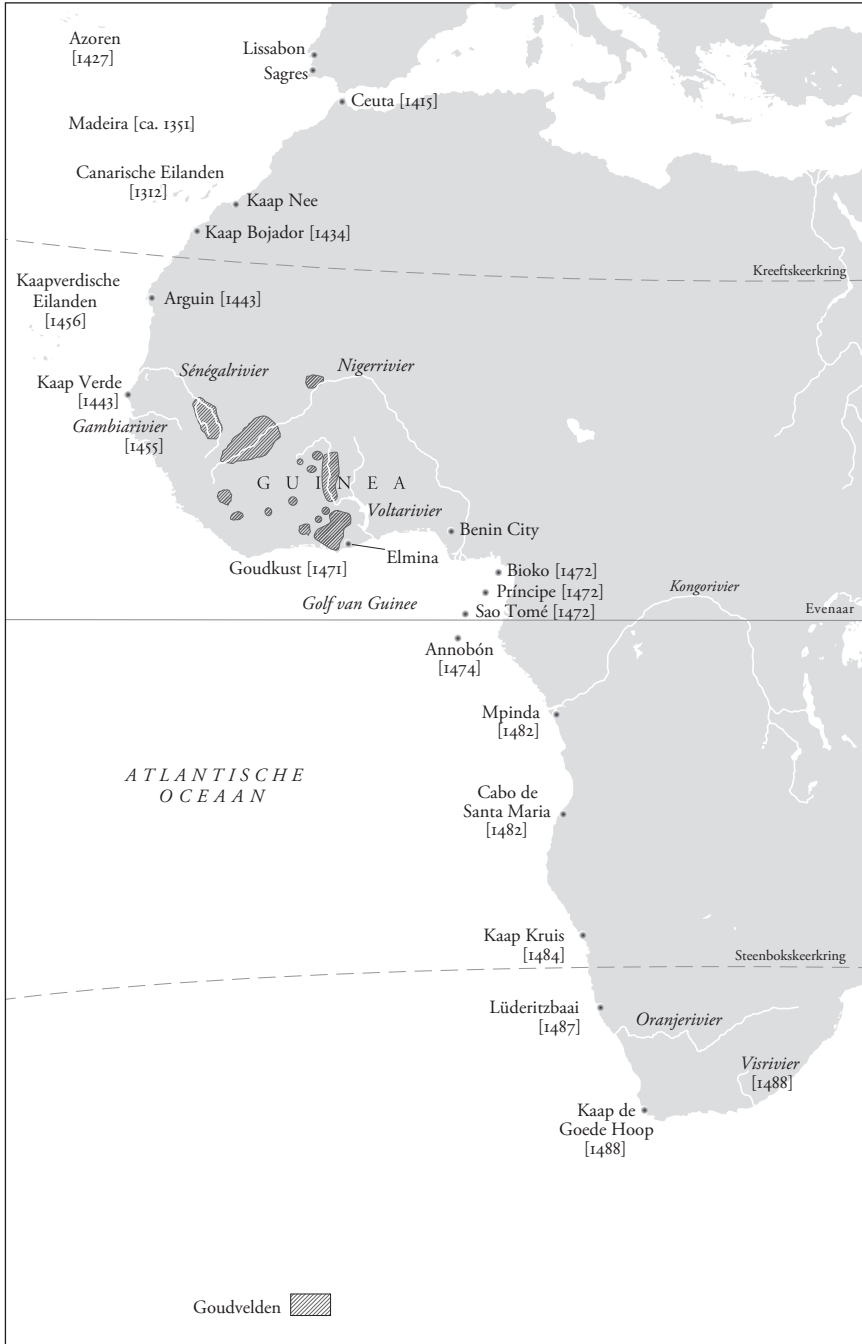 Azoren
[1427]
Lissabon
Sagres
Ceuta [1415]
Madeira [ca. 1351]
Canarische Eilanden
[1312]
Kaap Nee
Kaap Bojador [1434]
Kreeftskeerkring
Kaapverdische
Eilanden
[1456]
Arguin [1443]
Sénégalrivier
Nigerrivier
Kaap Verde
[1443]
Gambiarivier
[1455]
GUINEA
Voltarivier
Benin City
Elmina
Goudkust [1471]
Bioko [1472]
Príncipe [1472]
Golf van Guinee
Sao Tomé [1472]
Kongorivier
Evenaar
Annobón
[1474]
Mpinda
[1482]
ATLANTISCHE
OCEAAN
Cabo de
Santa Maria
[1482]
Kaap Kruis
[1484]
Steenbokskeerkring
Lüderitzbaai
[1487]
Oranjerivier
Visrivier
[1488]
Kaap de
Goede Hoop
[1488]
Goudvelden